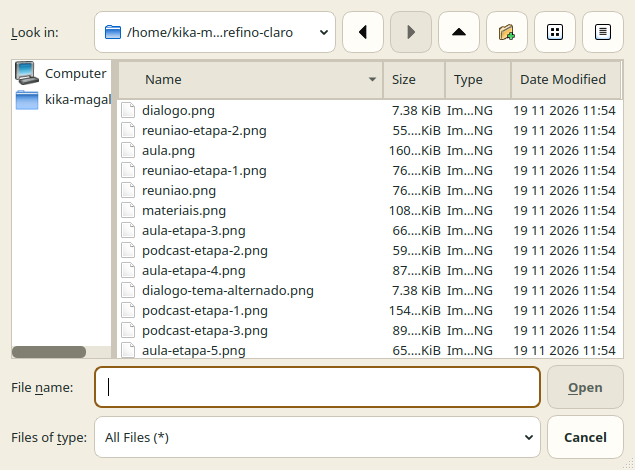 Look in: /home/kika-m...refino-claro
Computer
kika-magal
Name Size Type Date Modified
dialogo.png 7.38 KiB Im...NG 19 11 2026 11:54
reuniao-etapa-2.png 55....KiB Im...NG 19 11 2026 11:54
aula.png 160...KiB Im...NG 19 11 2026 11:54
reuniao-etapa-1.png 76....KiB Im...NG 19 11 2026 11:54
reuniao.png 76....KiB Im...NG 19 11 2026 11:54
materiais.png 108...KiB Im...NG 19 11 2026 11:54
aula-etapa-3.png 66....KiB Im...NG 19 11 2026 11:54
podcast-etapa-2.png 59....KiB Im...NG 19 11 2026 11:54
aula-etapa-4.png 87....KiB Im...NG 19 11 2026 11:54
dialogo-tema-alternado.png 7.38 KiB Im...NG 19 11 2026 11:54
podcast-etapa-1.png 154...KiB Im...NG 19 11 2026 11:54
podcast-etapa-3.png 89....KiB Im...NG 19 11 2026 11:54
aula-etapa-5.png 65....KiB Im...NG 19 11 2026 11:54
File name: Open
Files of type: All Files (*) Cancel